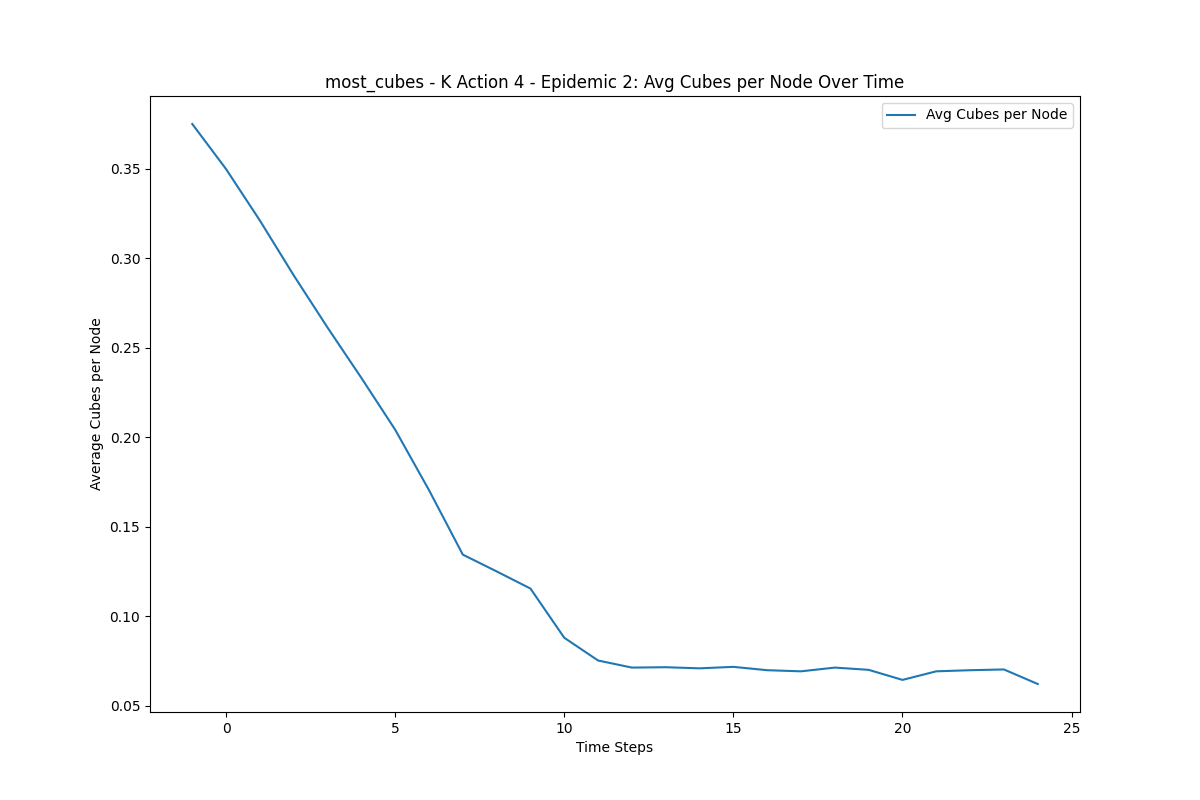 most_cubes - K Action 4 - Epidemic 2: Avg Cubes per Node Over Time
Avg Cubes per Node
Average Cubes per Node
0.35
0.30
0.25
0.20
0.15
0.10
0.05
0 5 10 15 20 25
Time Steps